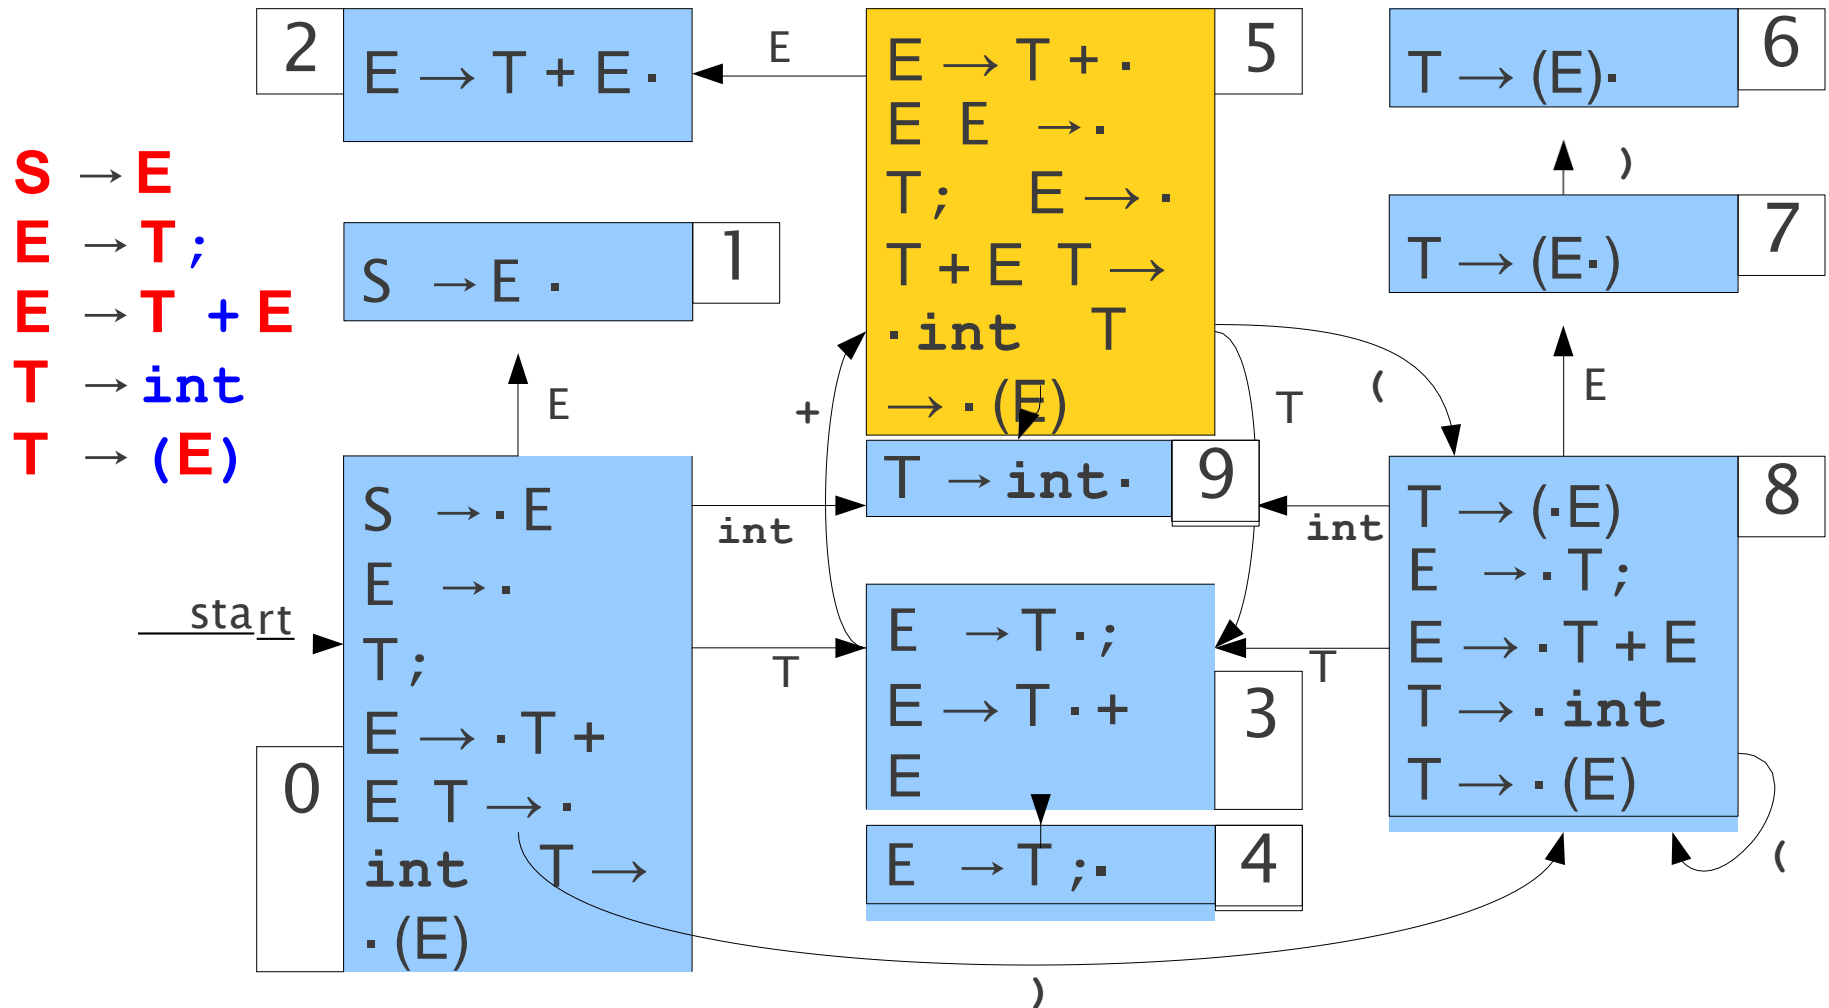 S → E
E → T ;
E → T + E
T → int
T → (E)
2
E → T + E ·
E
E → T + ·
E E → ·
T ; E → ·
T + E T →
· int T
→ · (E)
5
T → (E)·
6
)
T → (E·)
7
S → E ·
1
E
+
T
(
E
T → int ·
9
int
int
start
S → · E
E → ·
T ;
E → · T +
E T → ·
int T →
· (E)
0
T
E → T · ;
E → T · +
E
3
T
E → T ; ·
4
T → (·E)
E → · T ;
E → · T + E
T → · int
T → · (E)
8
(
)